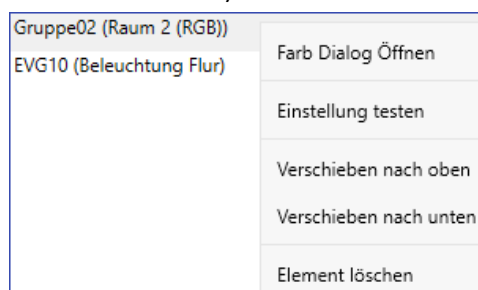 Gruppe02 (Raum 2 (RGB))
EVG10 (Beleuchtung Flur)
Farb Dialog Öffnen
Einstellung testen
Verschieben nach oben
Verschieben nach unten
Element löschen